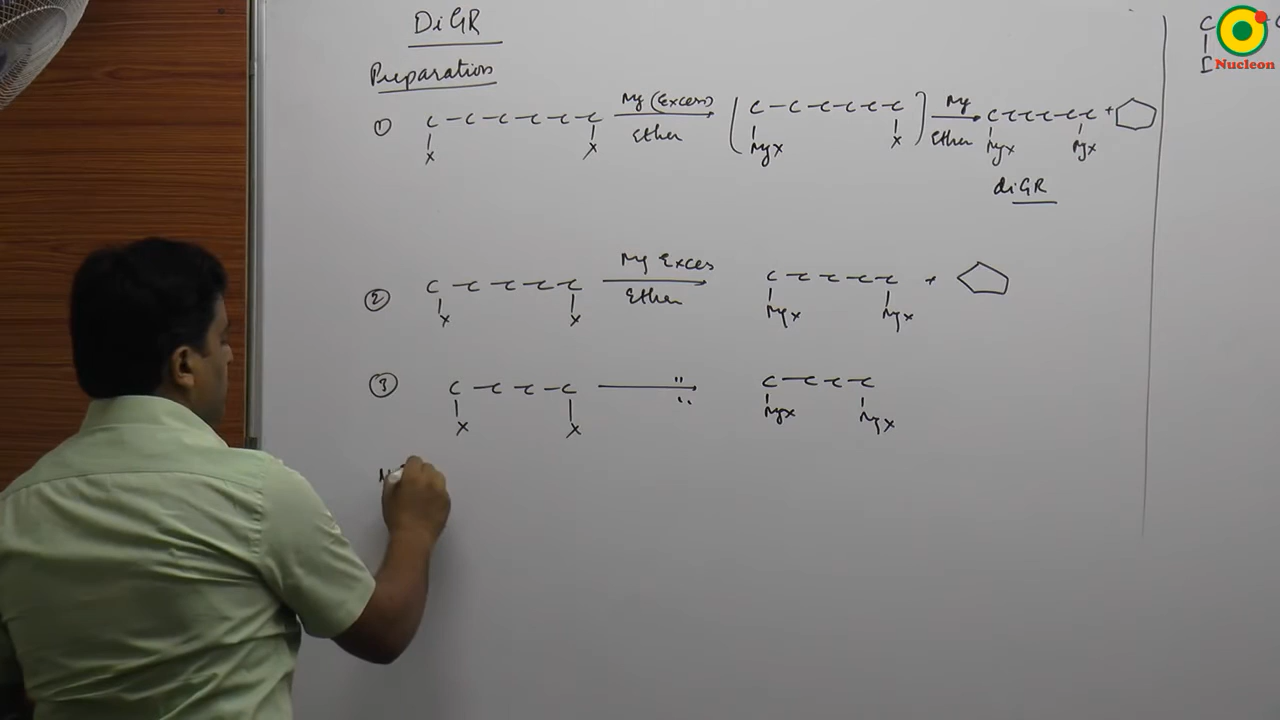 DiGR
Preparation
① C - C - C - C - C - C Mg (Excess) Ether ( C - C - C - C - C - C ) Mg Ether C - C - C - C - C - C +
X X MgX X MgX MgX
diGR
② C - C - C - C - C Mg Exces Ether C - C - C - C - C +
X X MgX MgX
③ C - C - C - C " " C - C - C - C
X X MgX MgX
C
I
Nucleon